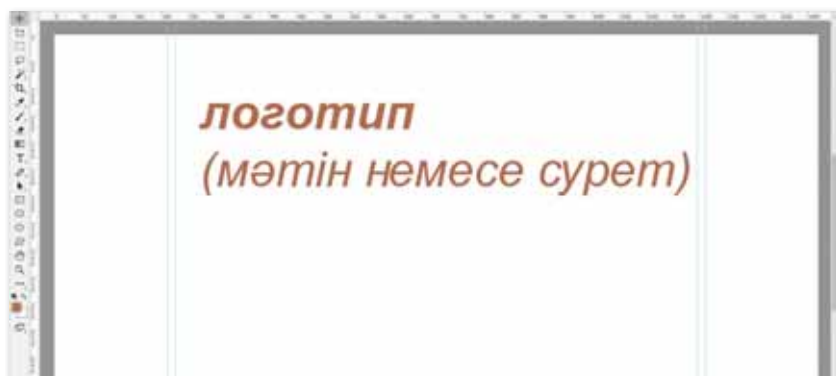 логотип
(мәтін немесе сурет)